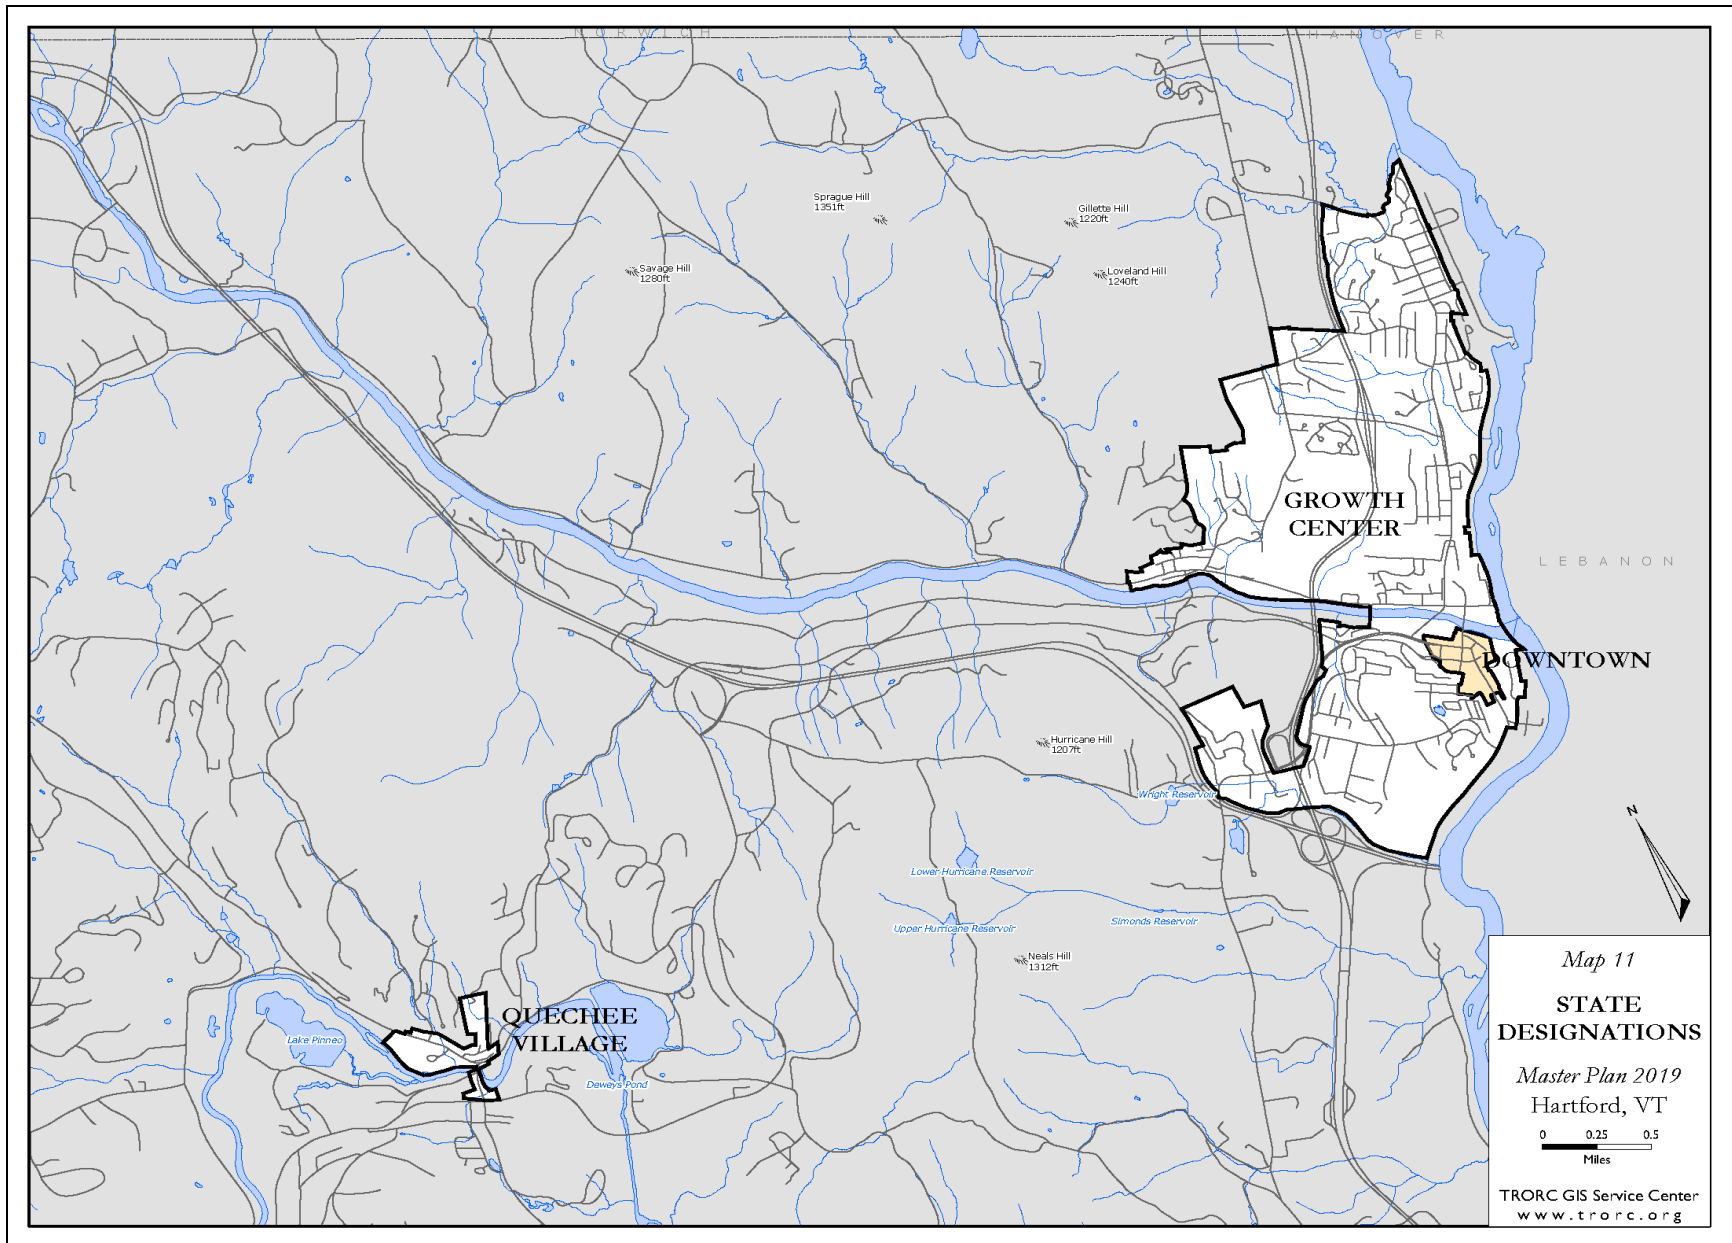 NORWICH
HANOVER
Sprague Hill
1351ft
Gillette Hill
1220ft
Savage Hill
1280ft
Loveland Hill
1240ft
GROWTH
CENTER
LEBANON
DOWNTOWN
Hurricane Hill
1207ft
Wright Reservoir
Lower Hurricane Reservoir
Upper Hurricane Reservoir
Simonds Reservoir
Neals Hill
1312ft
N
QUECHEE
VILLAGE
Lake Pinneo
Deweys Pond
Map 11
STATE
DESIGNATIONS
Master Plan 2019
Hartford, VT
0 0.25 0.5
Miles
TRORC GIS Service Center
www.trorc.org